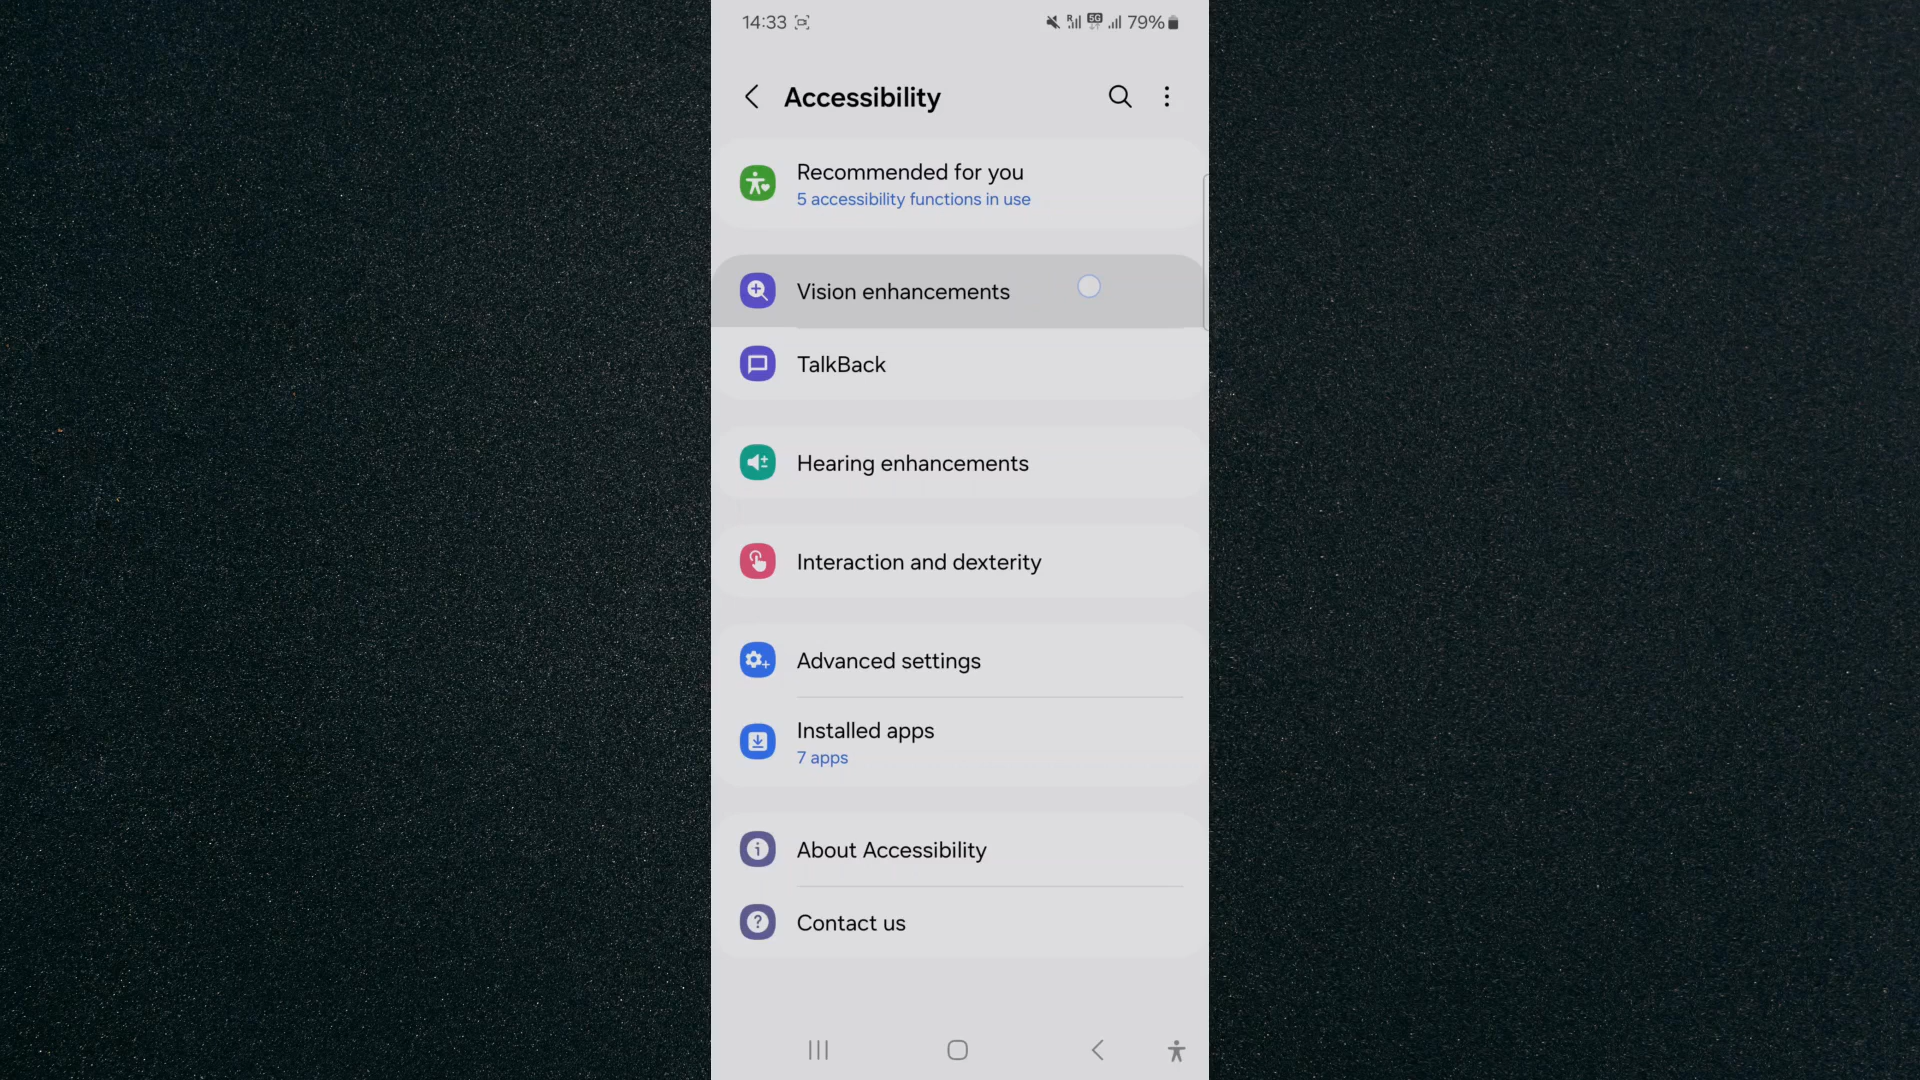 14:33
R 5G 79%
Accessibility
Recommended for you
5 accessibility functions in use
Vision enhancements
TalkBack
Hearing enhancements
Interaction and dexterity
Advanced settings
Installed apps
7 apps
About Accessibility
Contact us